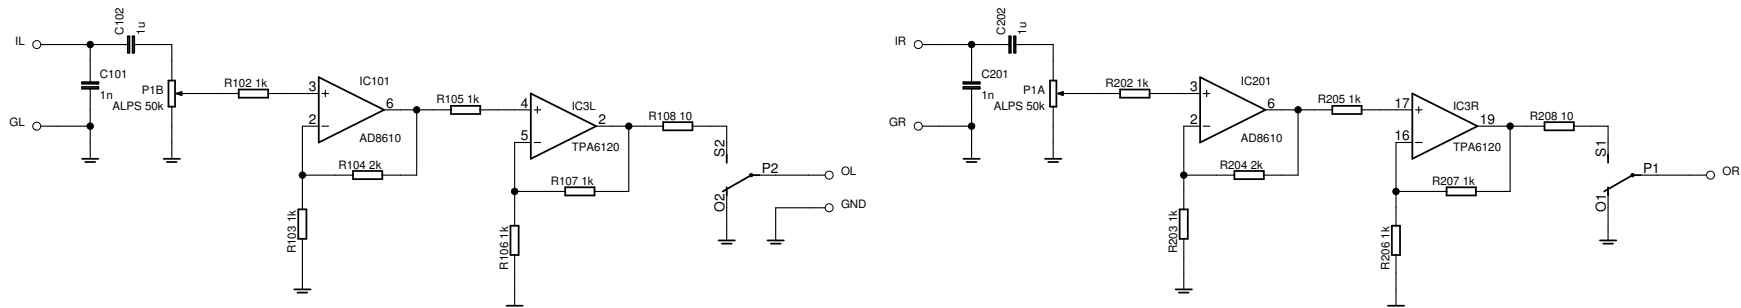 IL
C102
1u
C101
1n
P1B
ALPS 50k
GL
R102 1k
3
2
6
IC101
AD8610
R104 2k
R103 1k
R105 1k
4
5
2
IC3L
TPA6120
R107 1k
R106 1k
R108 10
S2
O2
P2
OL
GND
IR
C202
1u
C201
1n
P1A
ALPS 50k
GR
R202 1k
3
2
6
IC201
AD8610
R204 2k
R203 1k
R205 1k
17
16
19
IC3R
TPA6120
R207 1k
R206 1k
R208 10
S1
O1
P1
OR